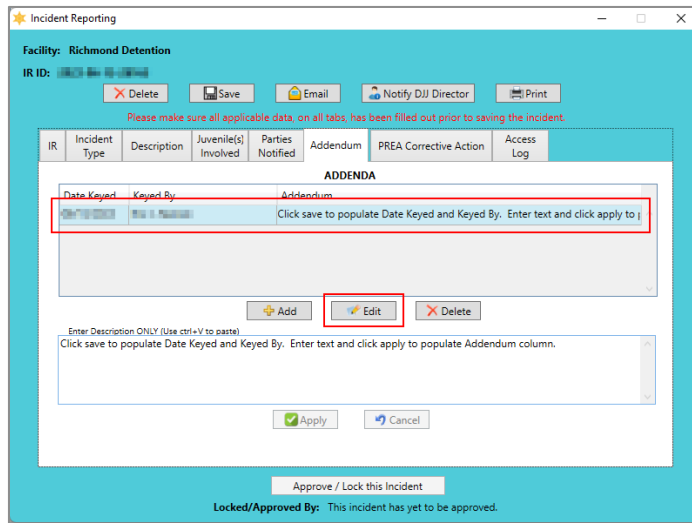 Incident Reporting
Facility: Richmond Detention
IR ID:
Delete Save Email Notify DJJ Director Print
Please make sure all applicable data, on all tabs, has been filled out prior to saving the incident.
IR Incident Type Description Juvenile(s) Involved Parties Notified Addendum PREA Corrective Action Access Log
ADDENDA
Date Keyed Keyed By Addendum
Click save to populate Date Keyed and Keyed By. Enter text and click apply to
Add Edit Delete
Enter Description ONLY (Use ctrl+V to paste)
Click save to populate Date Keyed and Keyed By. Enter text and click apply to populate Addendum column.
Apply Cancel
Approve / Lock this Incident
Locked/Approved By: This incident has yet to be approved.